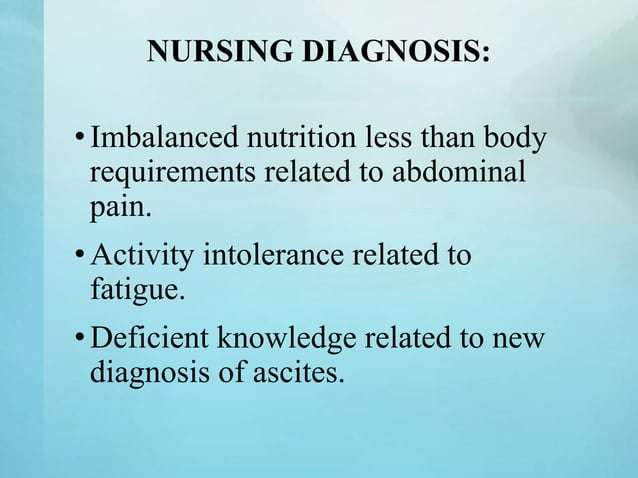 NURSING DIAGNOSIS:
• Imbalanced nutrition less than body
requirements related to abdominal
pain.
• Activity intolerance related to
fatigue.
• Deficient knowledge related to new
diagnosis of ascites.